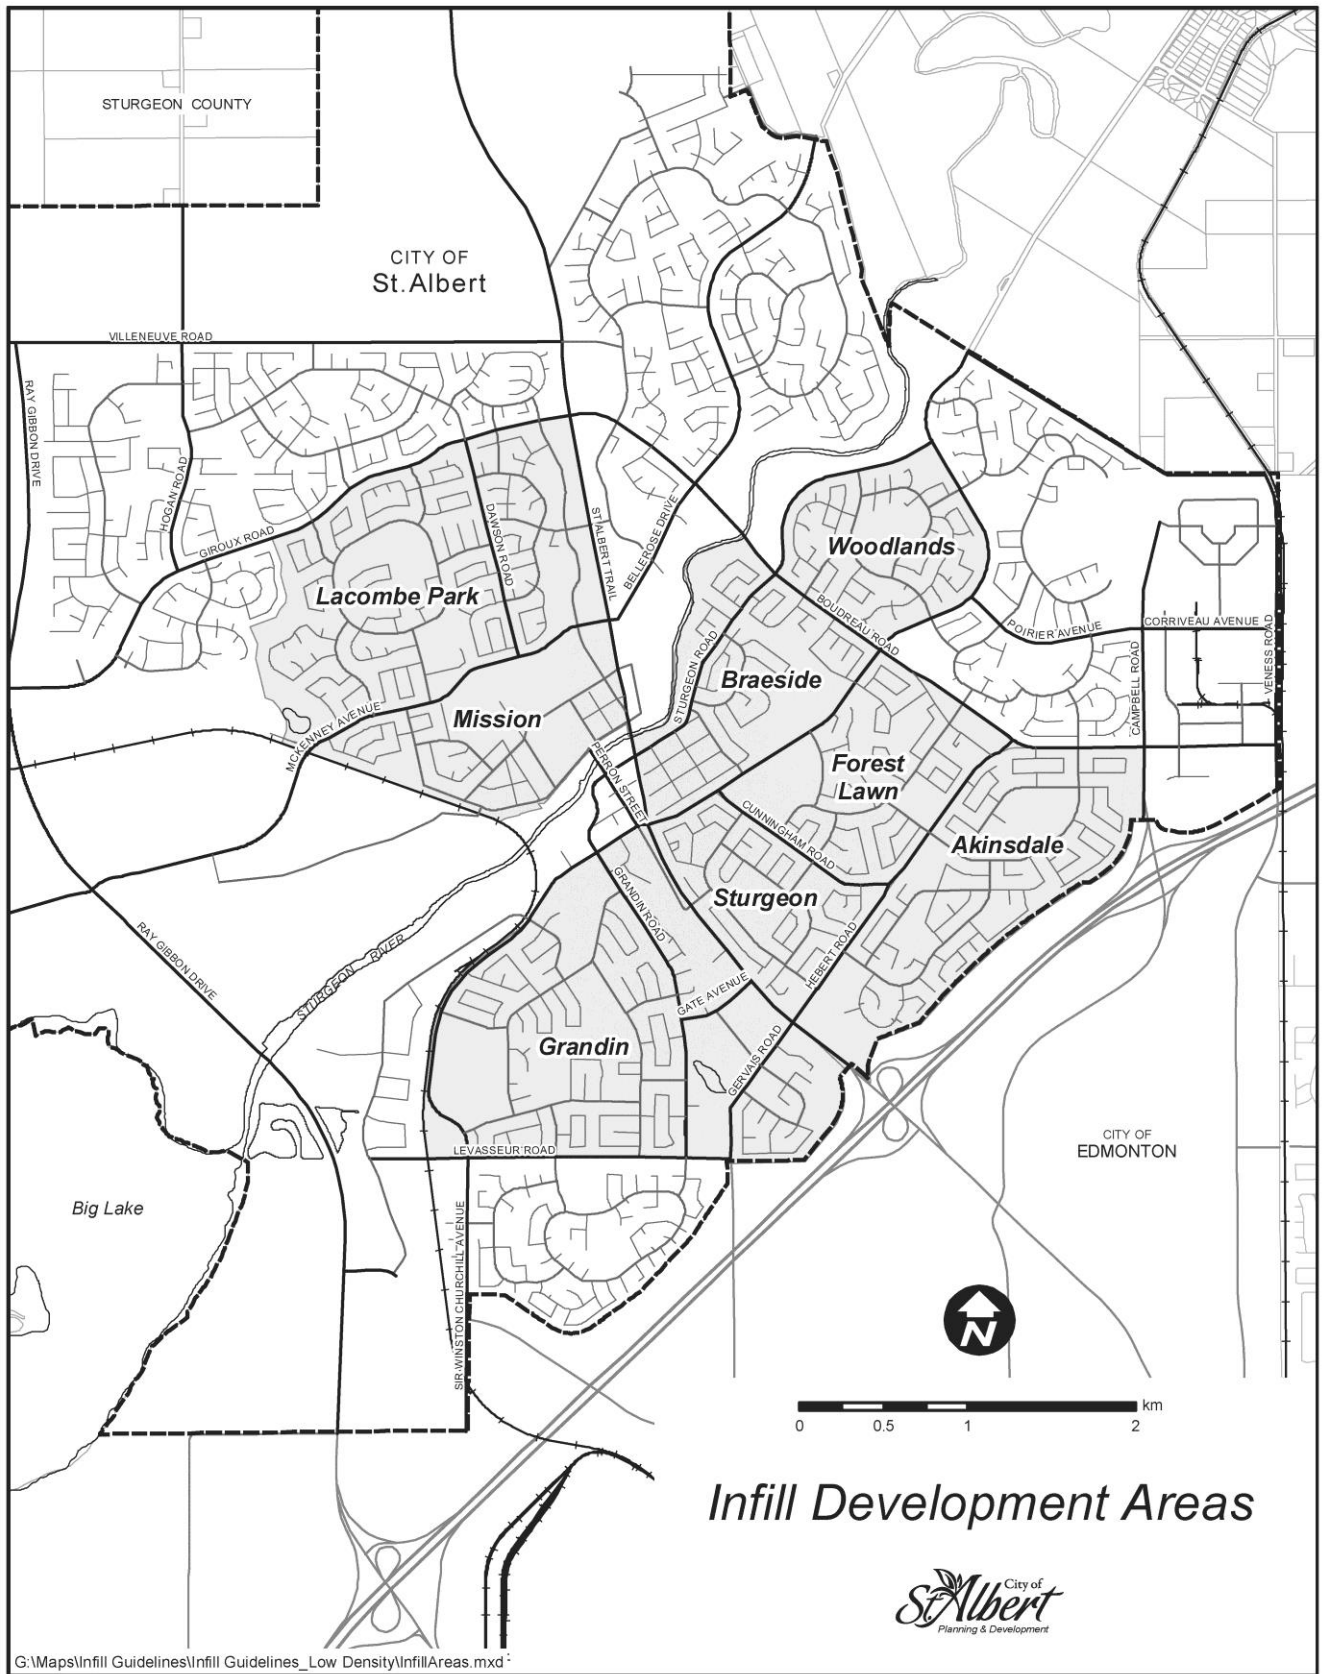 STURGEON COUNTY
CITY OF
St.Albert
VILLENEUVE ROAD
RAY GIBBON DRIVE
HOGAN ROAD
GIROUX ROAD
DAWSON ROAD
ST ALBERT TRAIL
BELLEROSE DRIVE
Woodlands
Lacombe Park
BOUDREAU ROAD
POIRIER AVENUE
CORRIVEAU AVENUE
CAMPBELL ROAD
VENESS ROAD
STURGEON ROAD
Braeside
MCKENNEY AVENUE
Mission
PERRON STREET
Forest
Lawn
CUNNINGHAM ROAD
Akinsdale
Sturgeon
GRANDIN ROAD
HEBERT ROAD
RAY GIBBON DRIVE
STURGEON RIVER
GATE AVENUE
Grandin
GERVAIS ROAD
LEVASSEUR ROAD
CITY OF
EDMONTON
Big Lake
SIR WINSTON CHURCHILL AVENUE
N
km
0 0.5 1 2
Infill Development Areas
City of
St.Albert
Planning & Development
G:\Maps\Infill Guidelines\Infill Guidelines_Low Density\InfillAreas.mxd